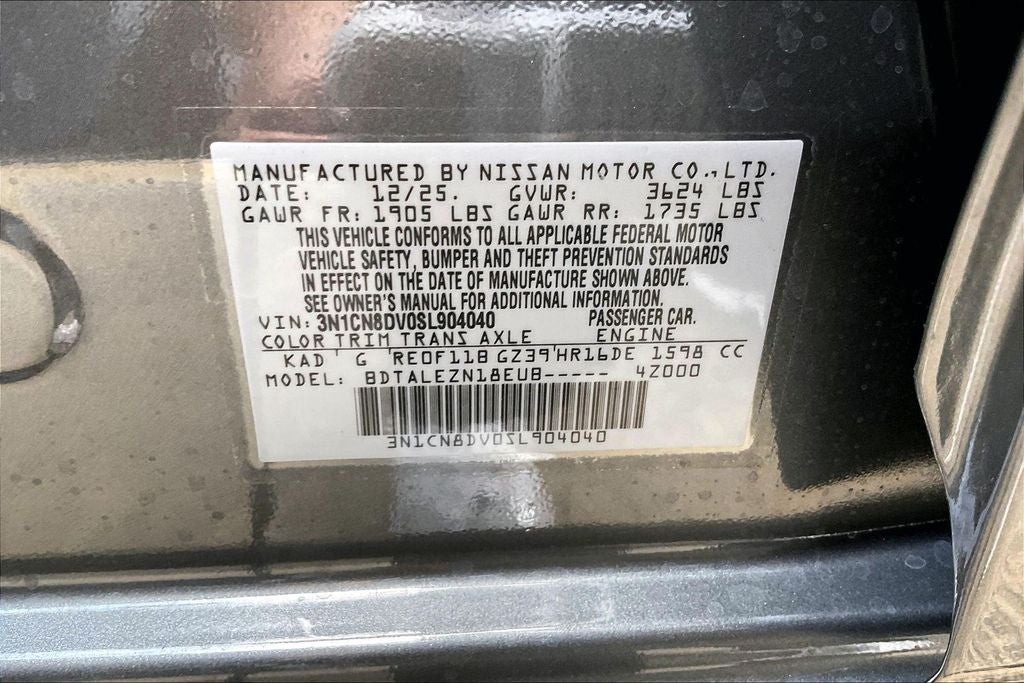 MANUFACTURED BY NISSAN MOTOR CO.,LTD.
DATE: 12/25. GVWR: 3624 LBS
GAWR FR: 1905 LBS GAWR RR: 1735 LBS
THIS VEHICLE CONFORMS TO ALL APPLICABLE FEDERAL MOTOR
VEHICLE SAFETY, BUMPER AND THEFT PREVENTION STANDARDS
IN EFFECT ON THE DATE OF MANUFACTURE SHOWN ABOVE.
SEE OWNER'S MANUAL FOR ADDITIONAL INFORMATION.
VIN: 3N1CN8DV0SL904040 PASSENGER CAR.
COLOR TRIM TRANS AXLE ENGINE
KAD G RE0F11B GZ39 HR16DE 1598 CC
MODEL: BDTALEZN18EUB----- 4Z000
3N1CN8DV0SL904040